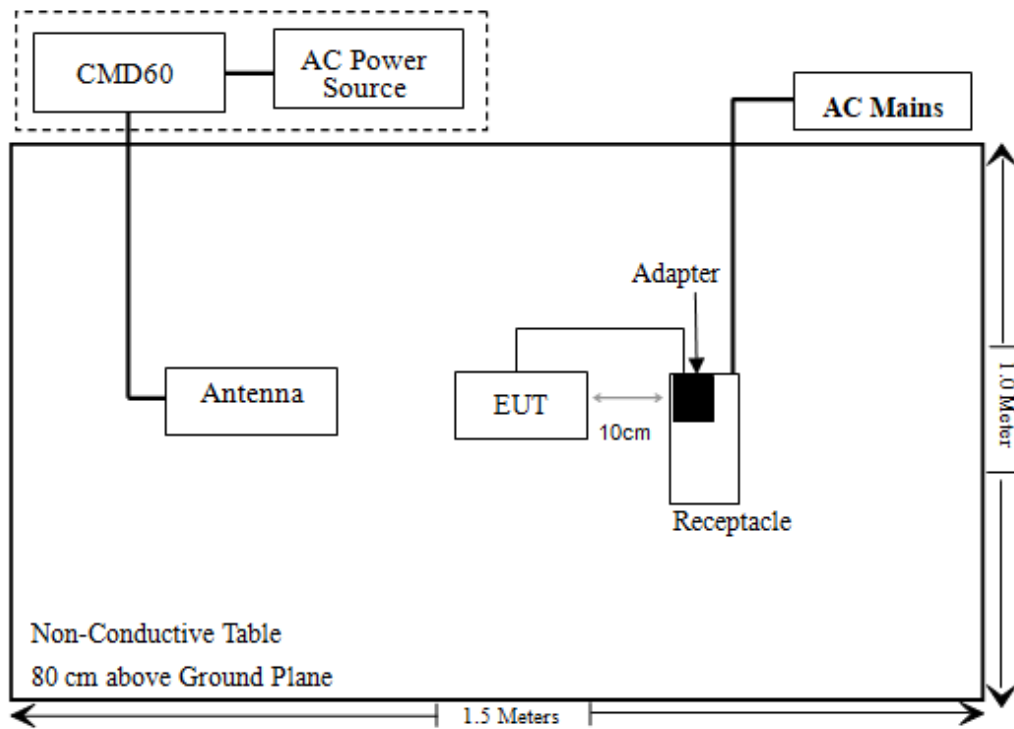 CMD60
AC Power
Source
AC Mains
Adapter
Antenna
EUT
10cm
Receptacle
1.0 Meter
Non-Conductive Table
80 cm above Ground Plane
1.5 Meters